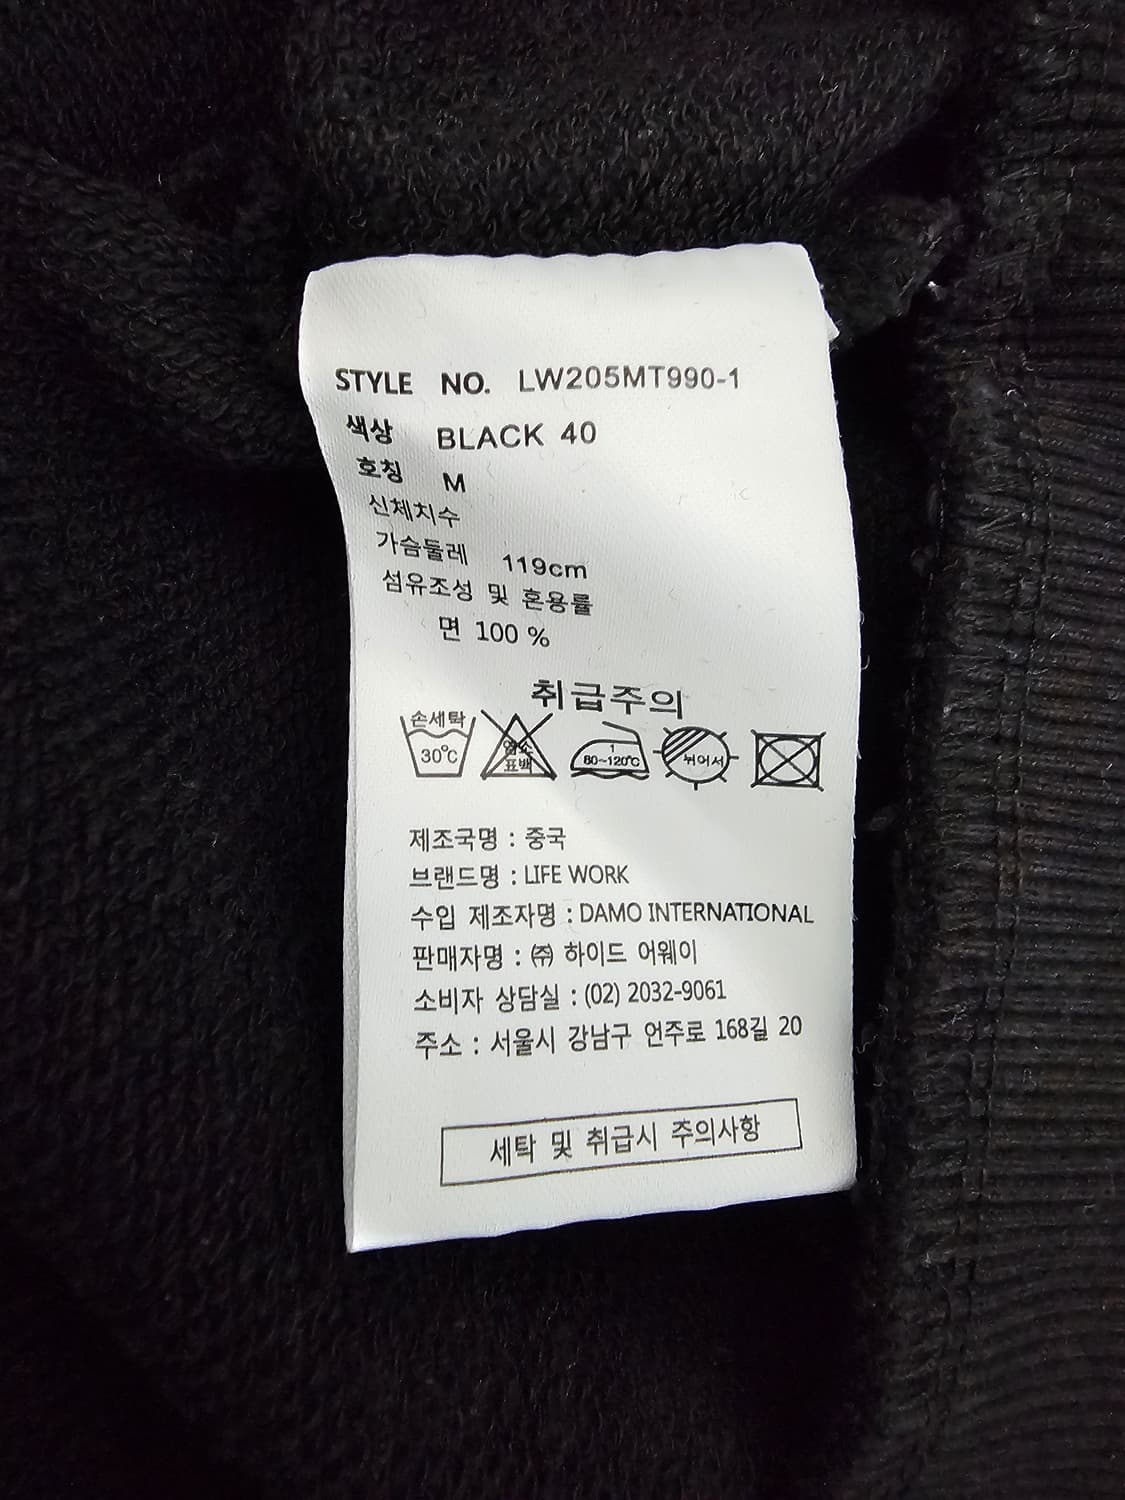 STYLE NO. LW205MT990-1
색상 BLACK 40
호칭 M
신체치수
가슴둘레 119cm
섬유조성 및 혼용률
면 100 %
취급주의
손세탁
30℃
염소
표백
1
80~120℃
뉘어서
제조국명 : 중국
브랜드명 : LIFE WORK
수입 제조자명 : DAMO INTERNATIONAL
판매자명 : ㈜ 하이드 어웨이
소비자 상담실 : (02) 2032-9061
주소 : 서울시 강남구 언주로 168길 20
세탁 및 취급시 주의사항